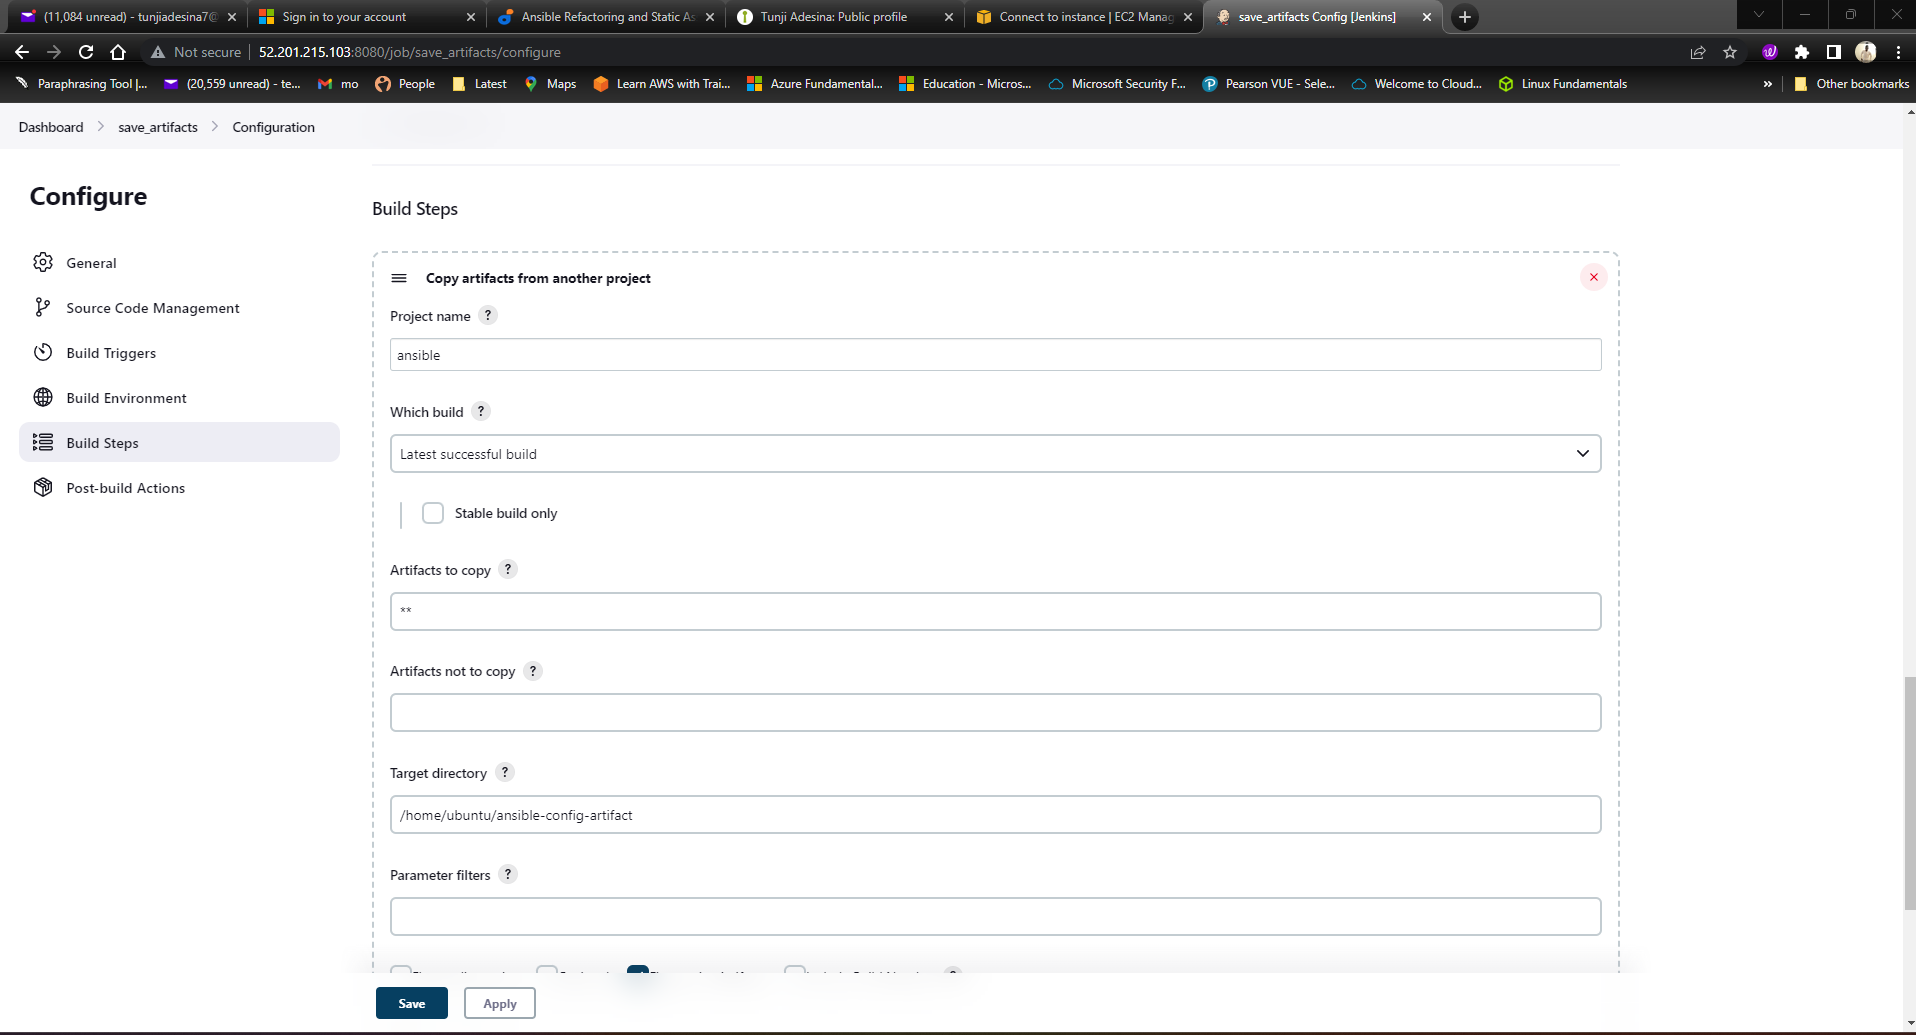 (11,084 unread) - tunjiadesina7@
Sign in to your account
Ansible Refactoring and Static As
Tunji Adesina: Public profile
Connect to instance | EC2 Manag
save_artifacts Config [Jenkins]
Not secure | 52.201.215.103:8080/job/save_artifacts/configure
Paraphrasing Tool |...
(20,559 unread) - te...
mo
People
Latest
Maps
Learn AWS with Trai...
Azure Fundamental...
Education - Micros...
Microsoft Security F...
Pearson VUE - Sele...
Welcome to Cloud...
Linux Fundamentals
»
Other bookmarks
Dashboard > save_artifacts > Configuration
Configure
General
Source Code Management
Build Triggers
Build Environment
Build Steps
Post-build Actions
Build Steps
Copy artifacts from another project
Project name ?
ansible
Which build ?
Latest successful build
Stable build only
Artifacts to copy ?
**
Artifacts not to copy ?
Target directory ?
/home/ubuntu/ansible-config-artifact
Parameter filters ?
Save
Apply